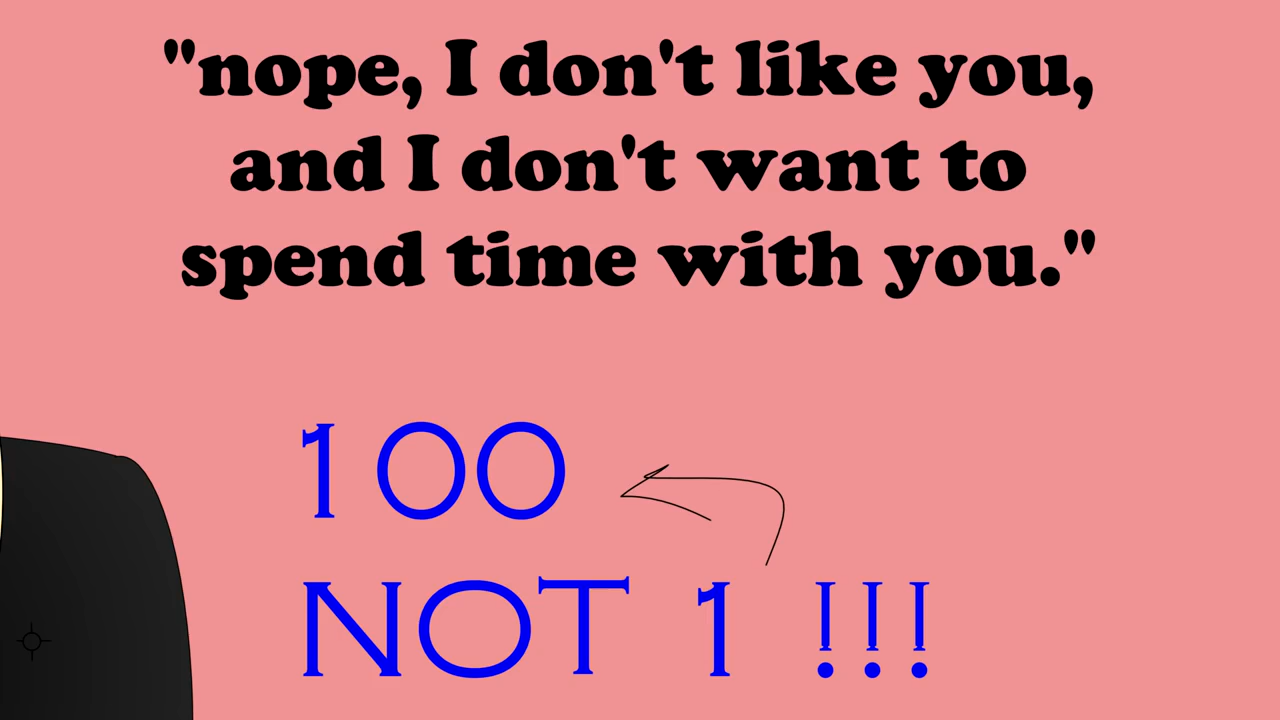 "nope, I don't like you,
and I don't want to
spend time with you."
100
NOT 1 !!!